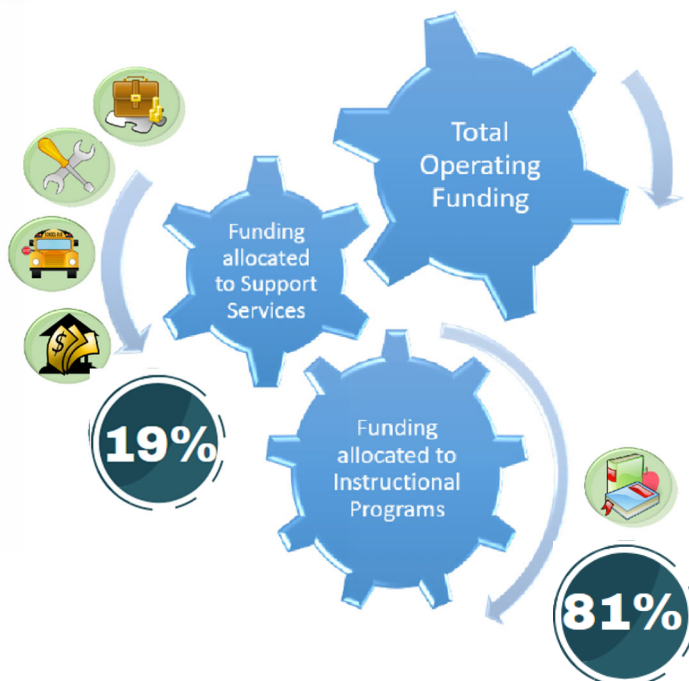 Total
Operating
Funding
Funding
allocated
to Support
Services
$
19%
Funding
allocated to
Instructional
Programs
81%